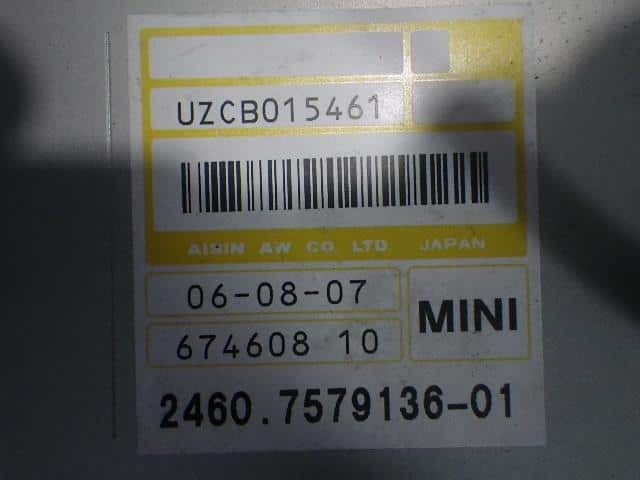 UZCB015461
AISIN AW CO. LTD. JAPAN
06-08-07
MINI
674608 10
2460.7579136-01